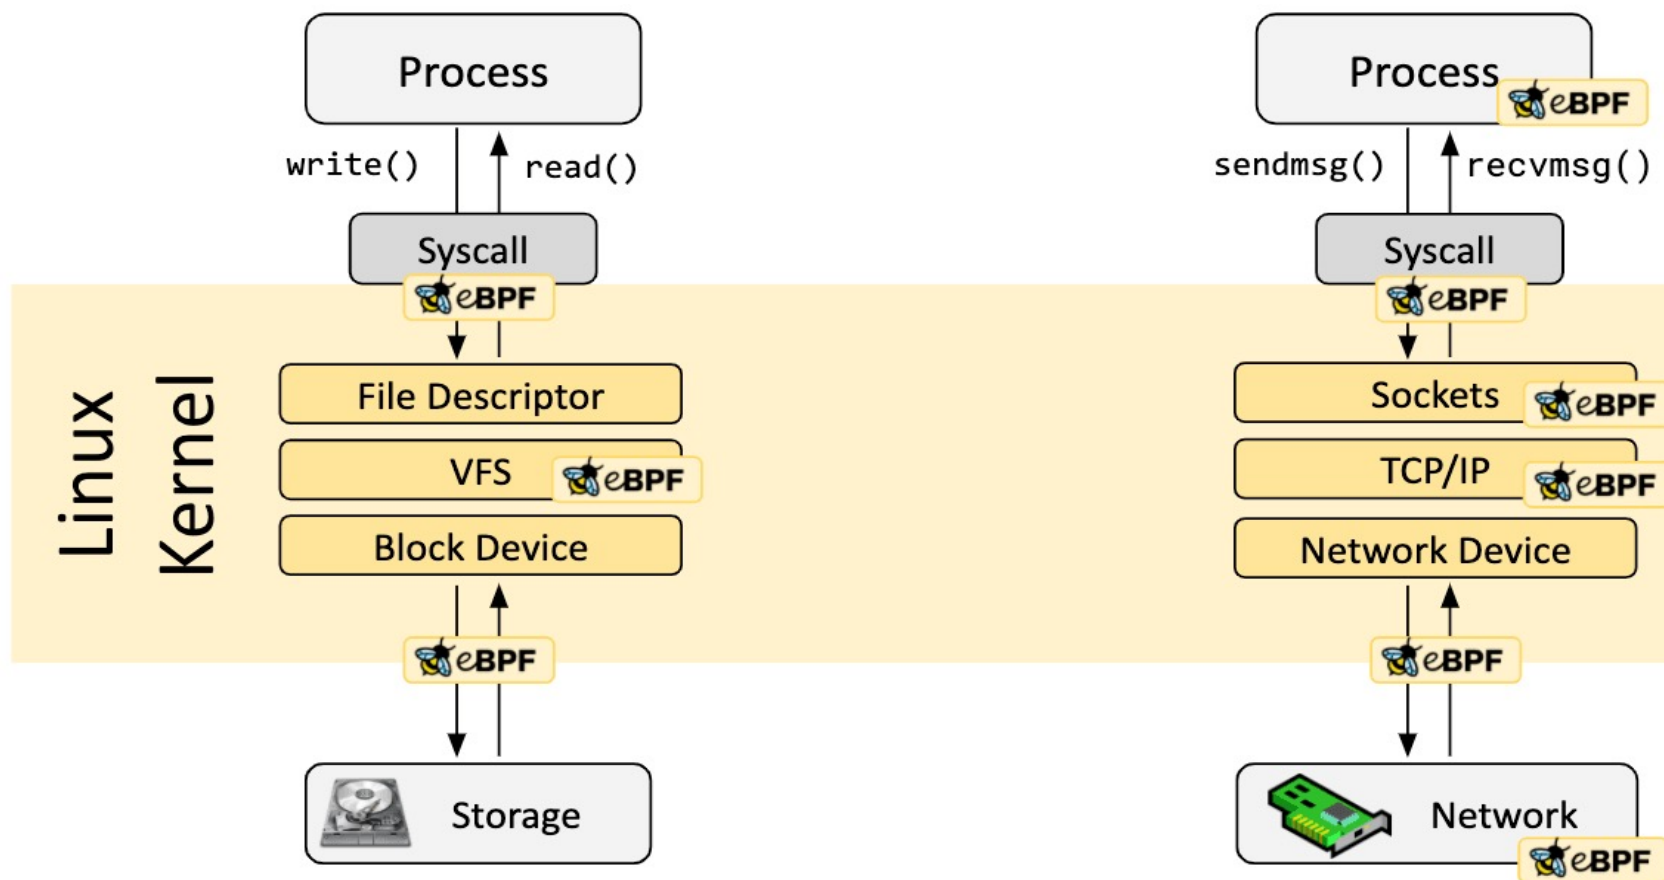 Process
write()
read()
Syscall
eBPF
Linux
Kernel
File Descriptor
VFS
eBPF
Block Device
eBPF
Storage
Process
eBPF
sendmsg()
recvmsg()
Syscall
eBPF
Sockets
eBPF
TCP/IP
eBPF
Network Device
eBPF
Network
eBPF